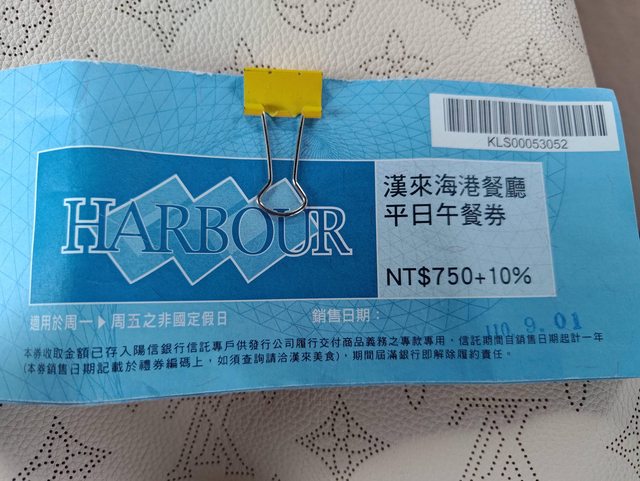 KLS00053052
HARBOUR
漢來海港餐廳
平日午餐券
NT$750+10%
適用於周一▶周五之非國定假日
銷售日期：
110.9.01
本券收取金額已存入陽信銀行信託專戶供發行公司履行交付商品義務之專款專用，信託期間自銷售日期起計一年
(本券銷售日期記載於禮券編碼上，如須查詢請洽漢來美食)，期間屆滿銀行即解除履約責任。